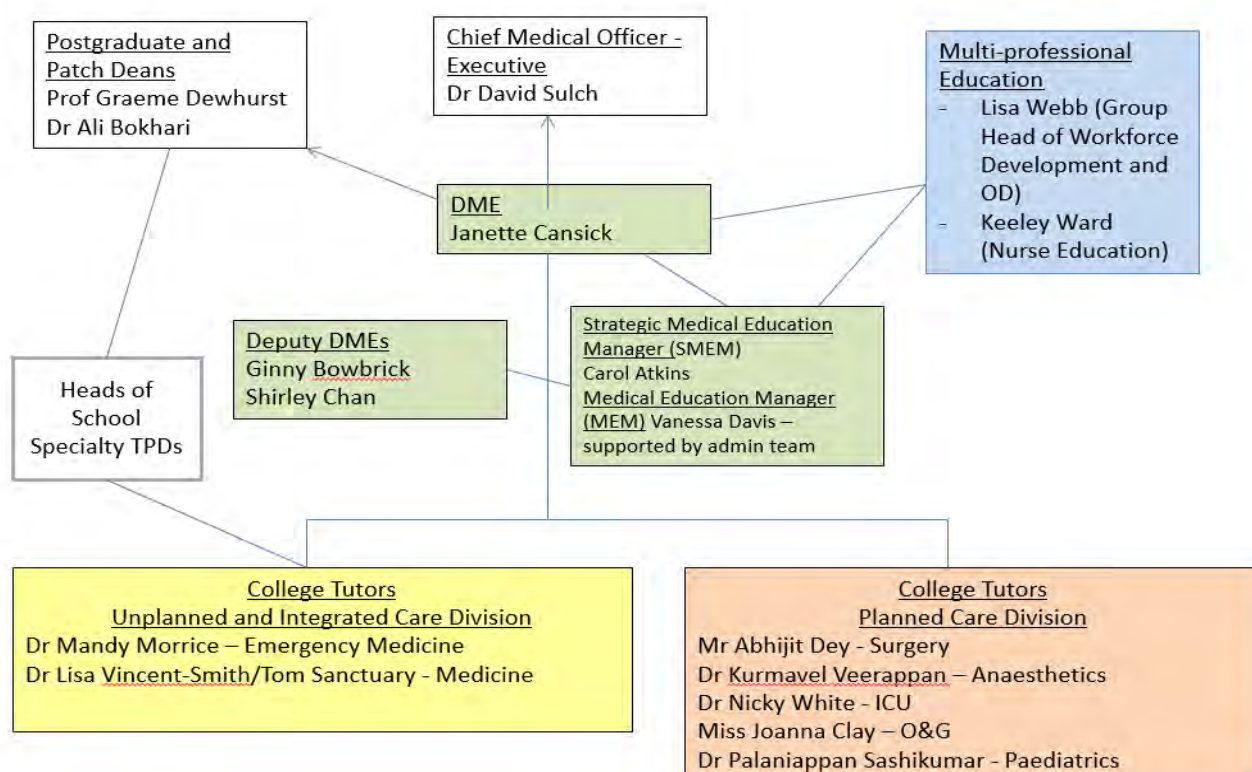 Postgraduate and
Patch Deans
Prof Graeme Dewhurst
Dr Ali Bokhari
Chief Medical Officer -
Executive
Dr David Sulch
Multi-professional
Education
- Lisa Webb (Group
Head of Workforce
Development and
OD)
- Keeley Ward
(Nurse Education)
DME
Janette Cansick
Deputy DMEs
Ginny Bowbrick
Shirley Chan
Strategic Medical Education
Manager (SMEM)
Carol Atkins
Medical Education Manager
(MEM) Vanessa Davis –
supported by admin team
Heads of
School
Specialty TPDs
College Tutors
Unplanned and Integrated Care Division
Dr Mandy Morrice – Emergency Medicine
Dr Lisa Vincent-Smith/Tom Sanctuary - Medicine
College Tutors
Planned Care Division
Mr Abhijit Dey - Surgery
Dr Kurmavel Veerappan – Anaesthetics
Dr Nicky White - ICU
Miss Joanna Clay – O&G
Dr Palaniappan Sashikumar - Paediatrics